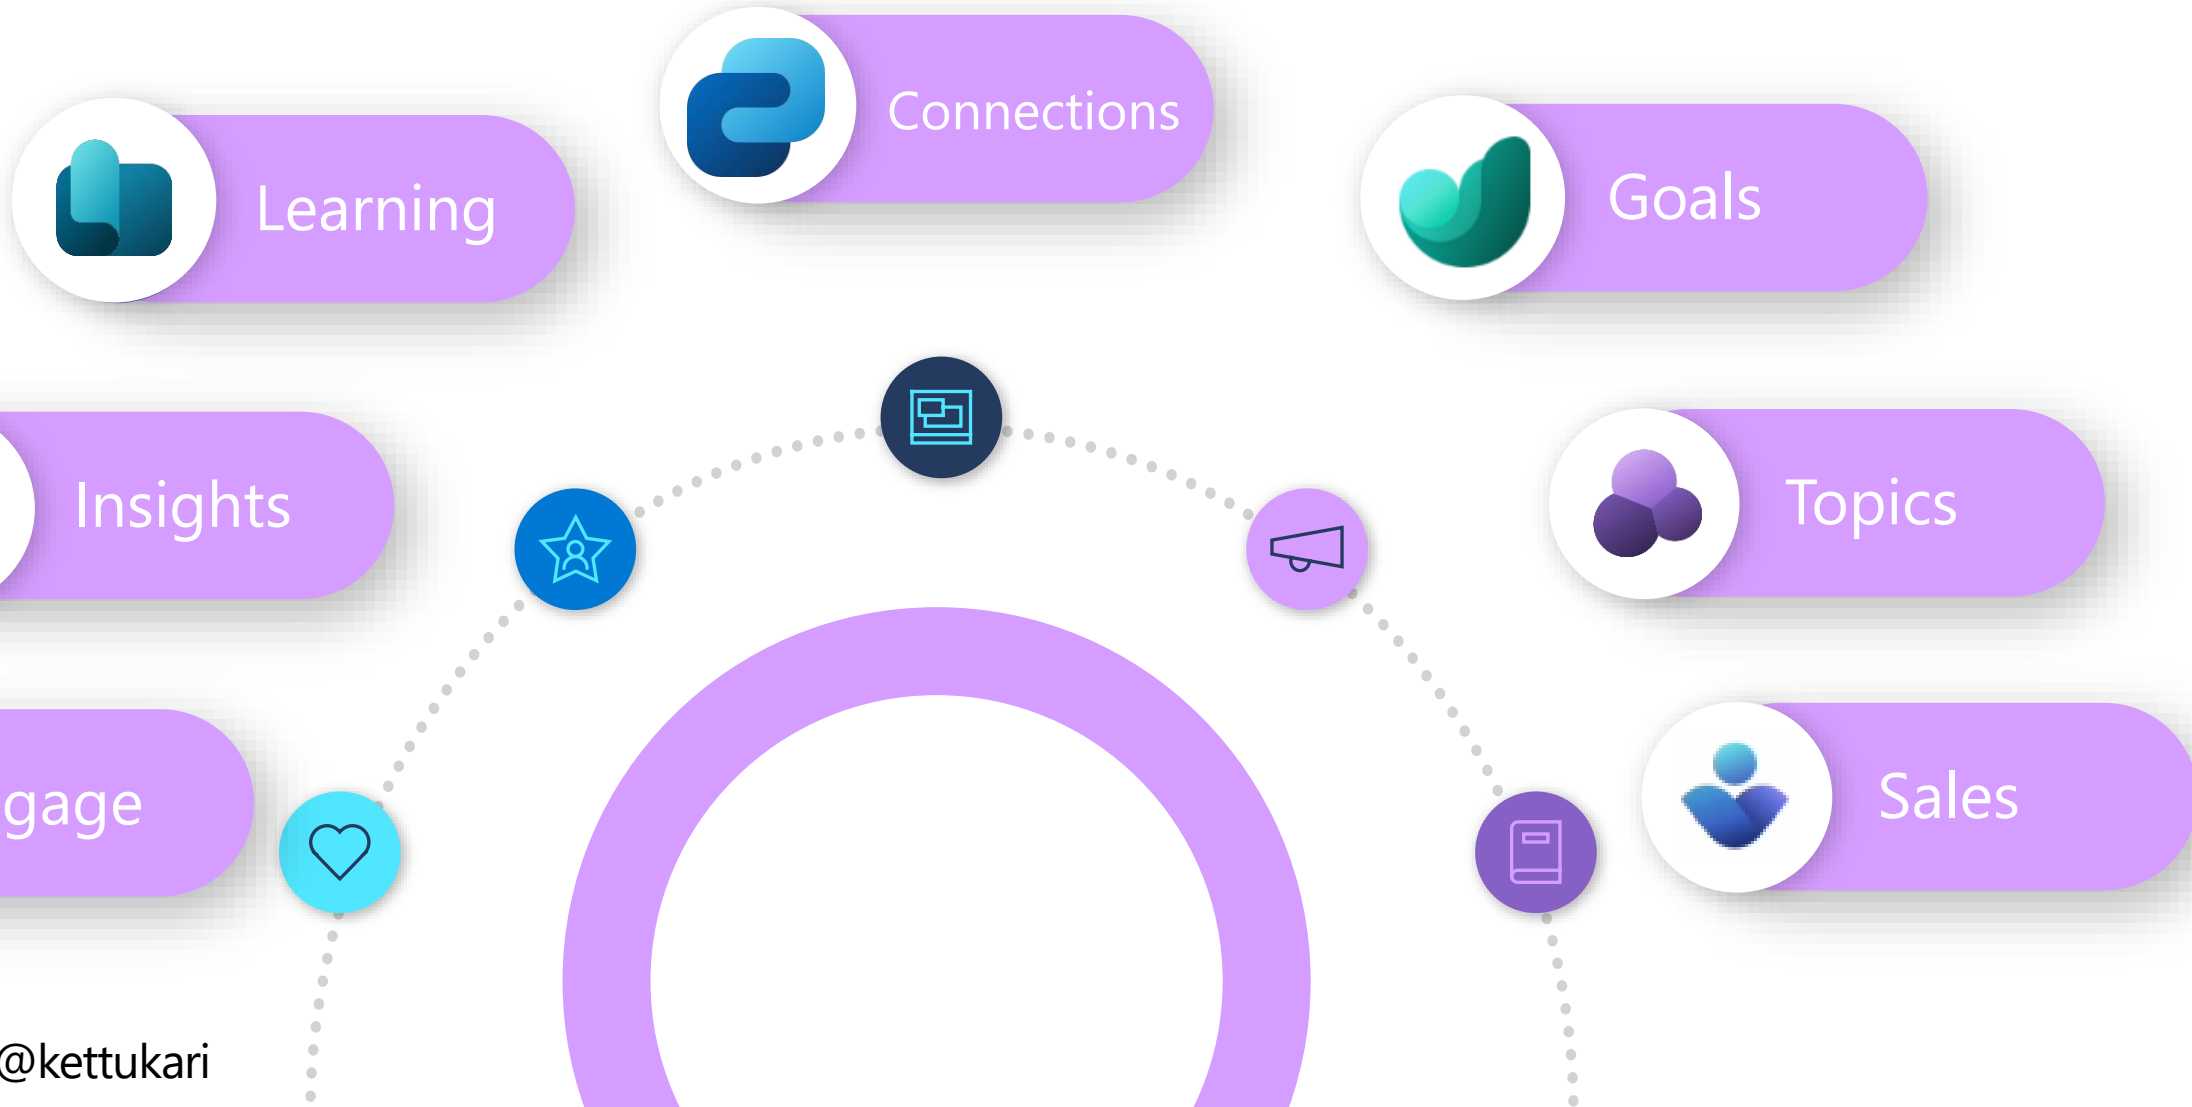 Connections
Learning
Goals
Insights
Topics
gage
Sales
@kettukari